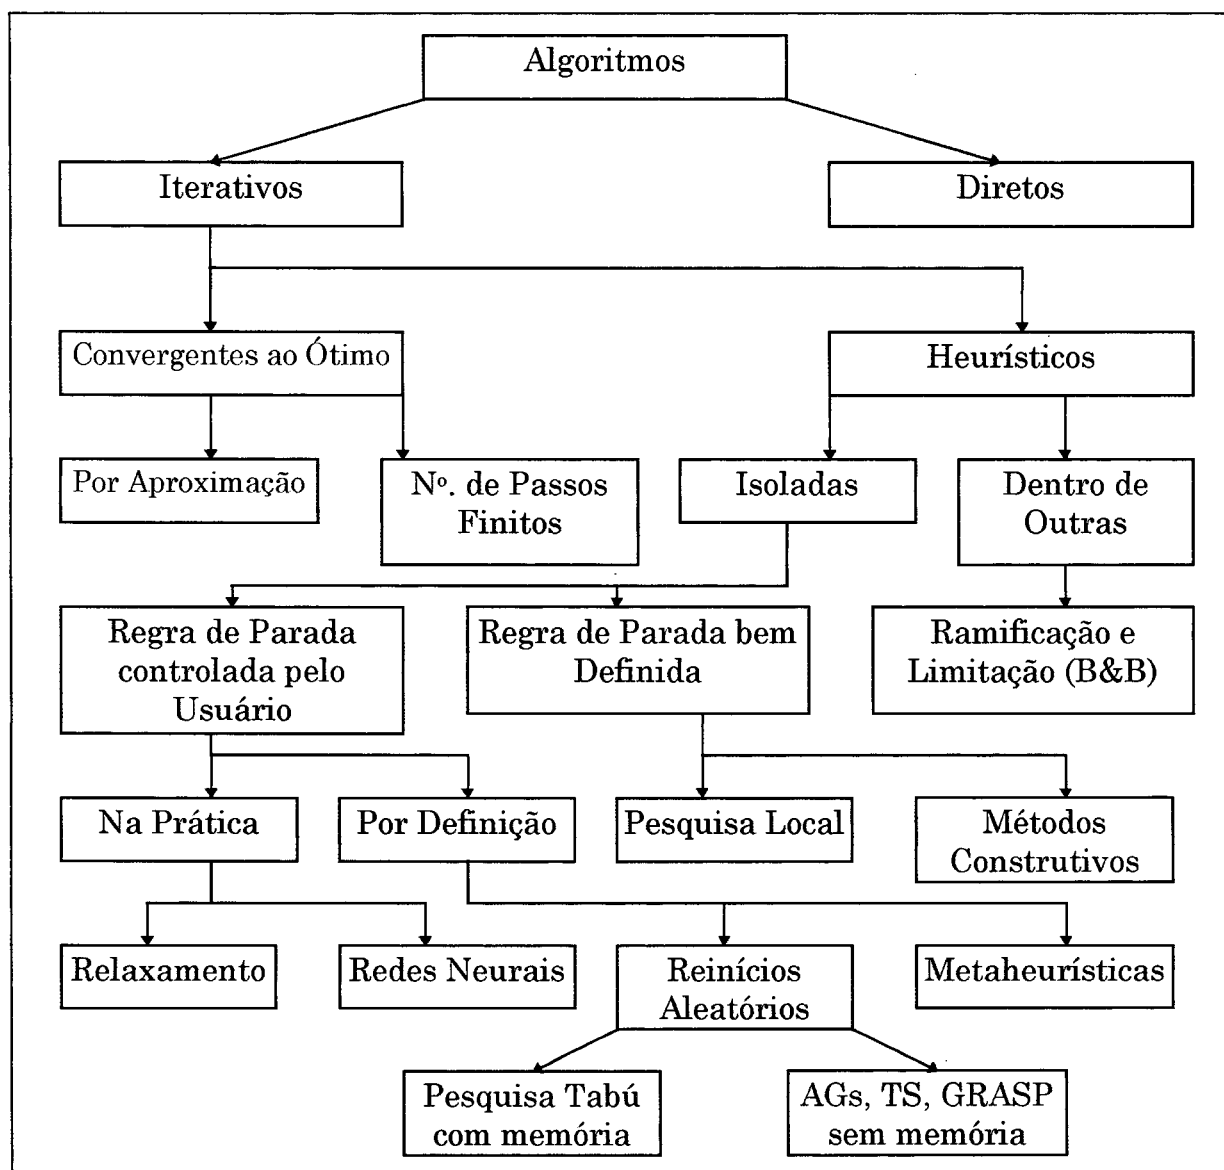 Algoritmos
Iterativos
Diretos
Convergentes ao Ótimo
Heurísticos
Por Aproximação
Nº. de Passos
Finitos
Isoladas
Dentro de
Outras
Regra de Parada
controlada pelo
Usuário
Regra de Parada bem
Definida
Ramificação e
Limitação (B&B)
Na Prática
Por Definição
Pesquisa Local
Métodos
Construtivos
Relaxamento
Redes Neurais
Reinícios
Aleatórios
Metaheurísticas
Pesquisa Tabú
com memória
AGs, TS, GRASP
sem memória